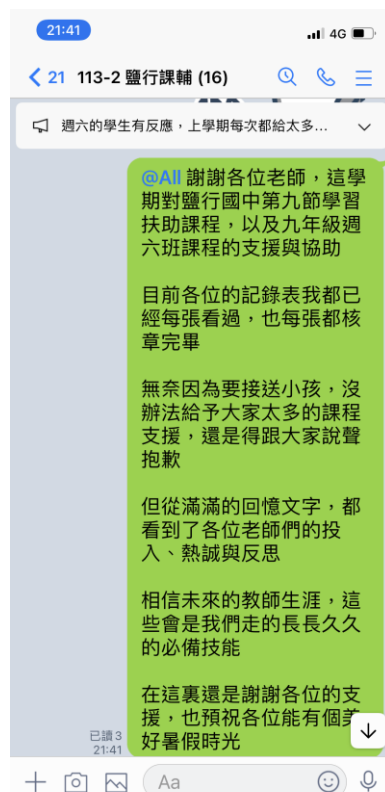 21:41
4G
21 113-2 鹽行課輔 (16)
週六的學生有反應，上學期每次都給太多...
@All 謝謝各位老師，這學
期對鹽行國中第九節學習
扶助課程，以及九年級週
六班課程的支援與協助
目前各位的記錄表我都已
經每張看過，也每張都核
章完畢
無奈因為要接送小孩，沒
辦法給予大家太多的課程
支援，還是得跟大家說聲
抱歉
但從滿滿的回憶文字，都
看到了各位老師們的投
入、熱誠與反思
相信未來的教師生涯，這
些會是我們走的長長久久
的必備技能
在這裏還是謝謝各位的支
援，也預祝各位能有個美
好暑假時光
已讀 3
21:41
Aa